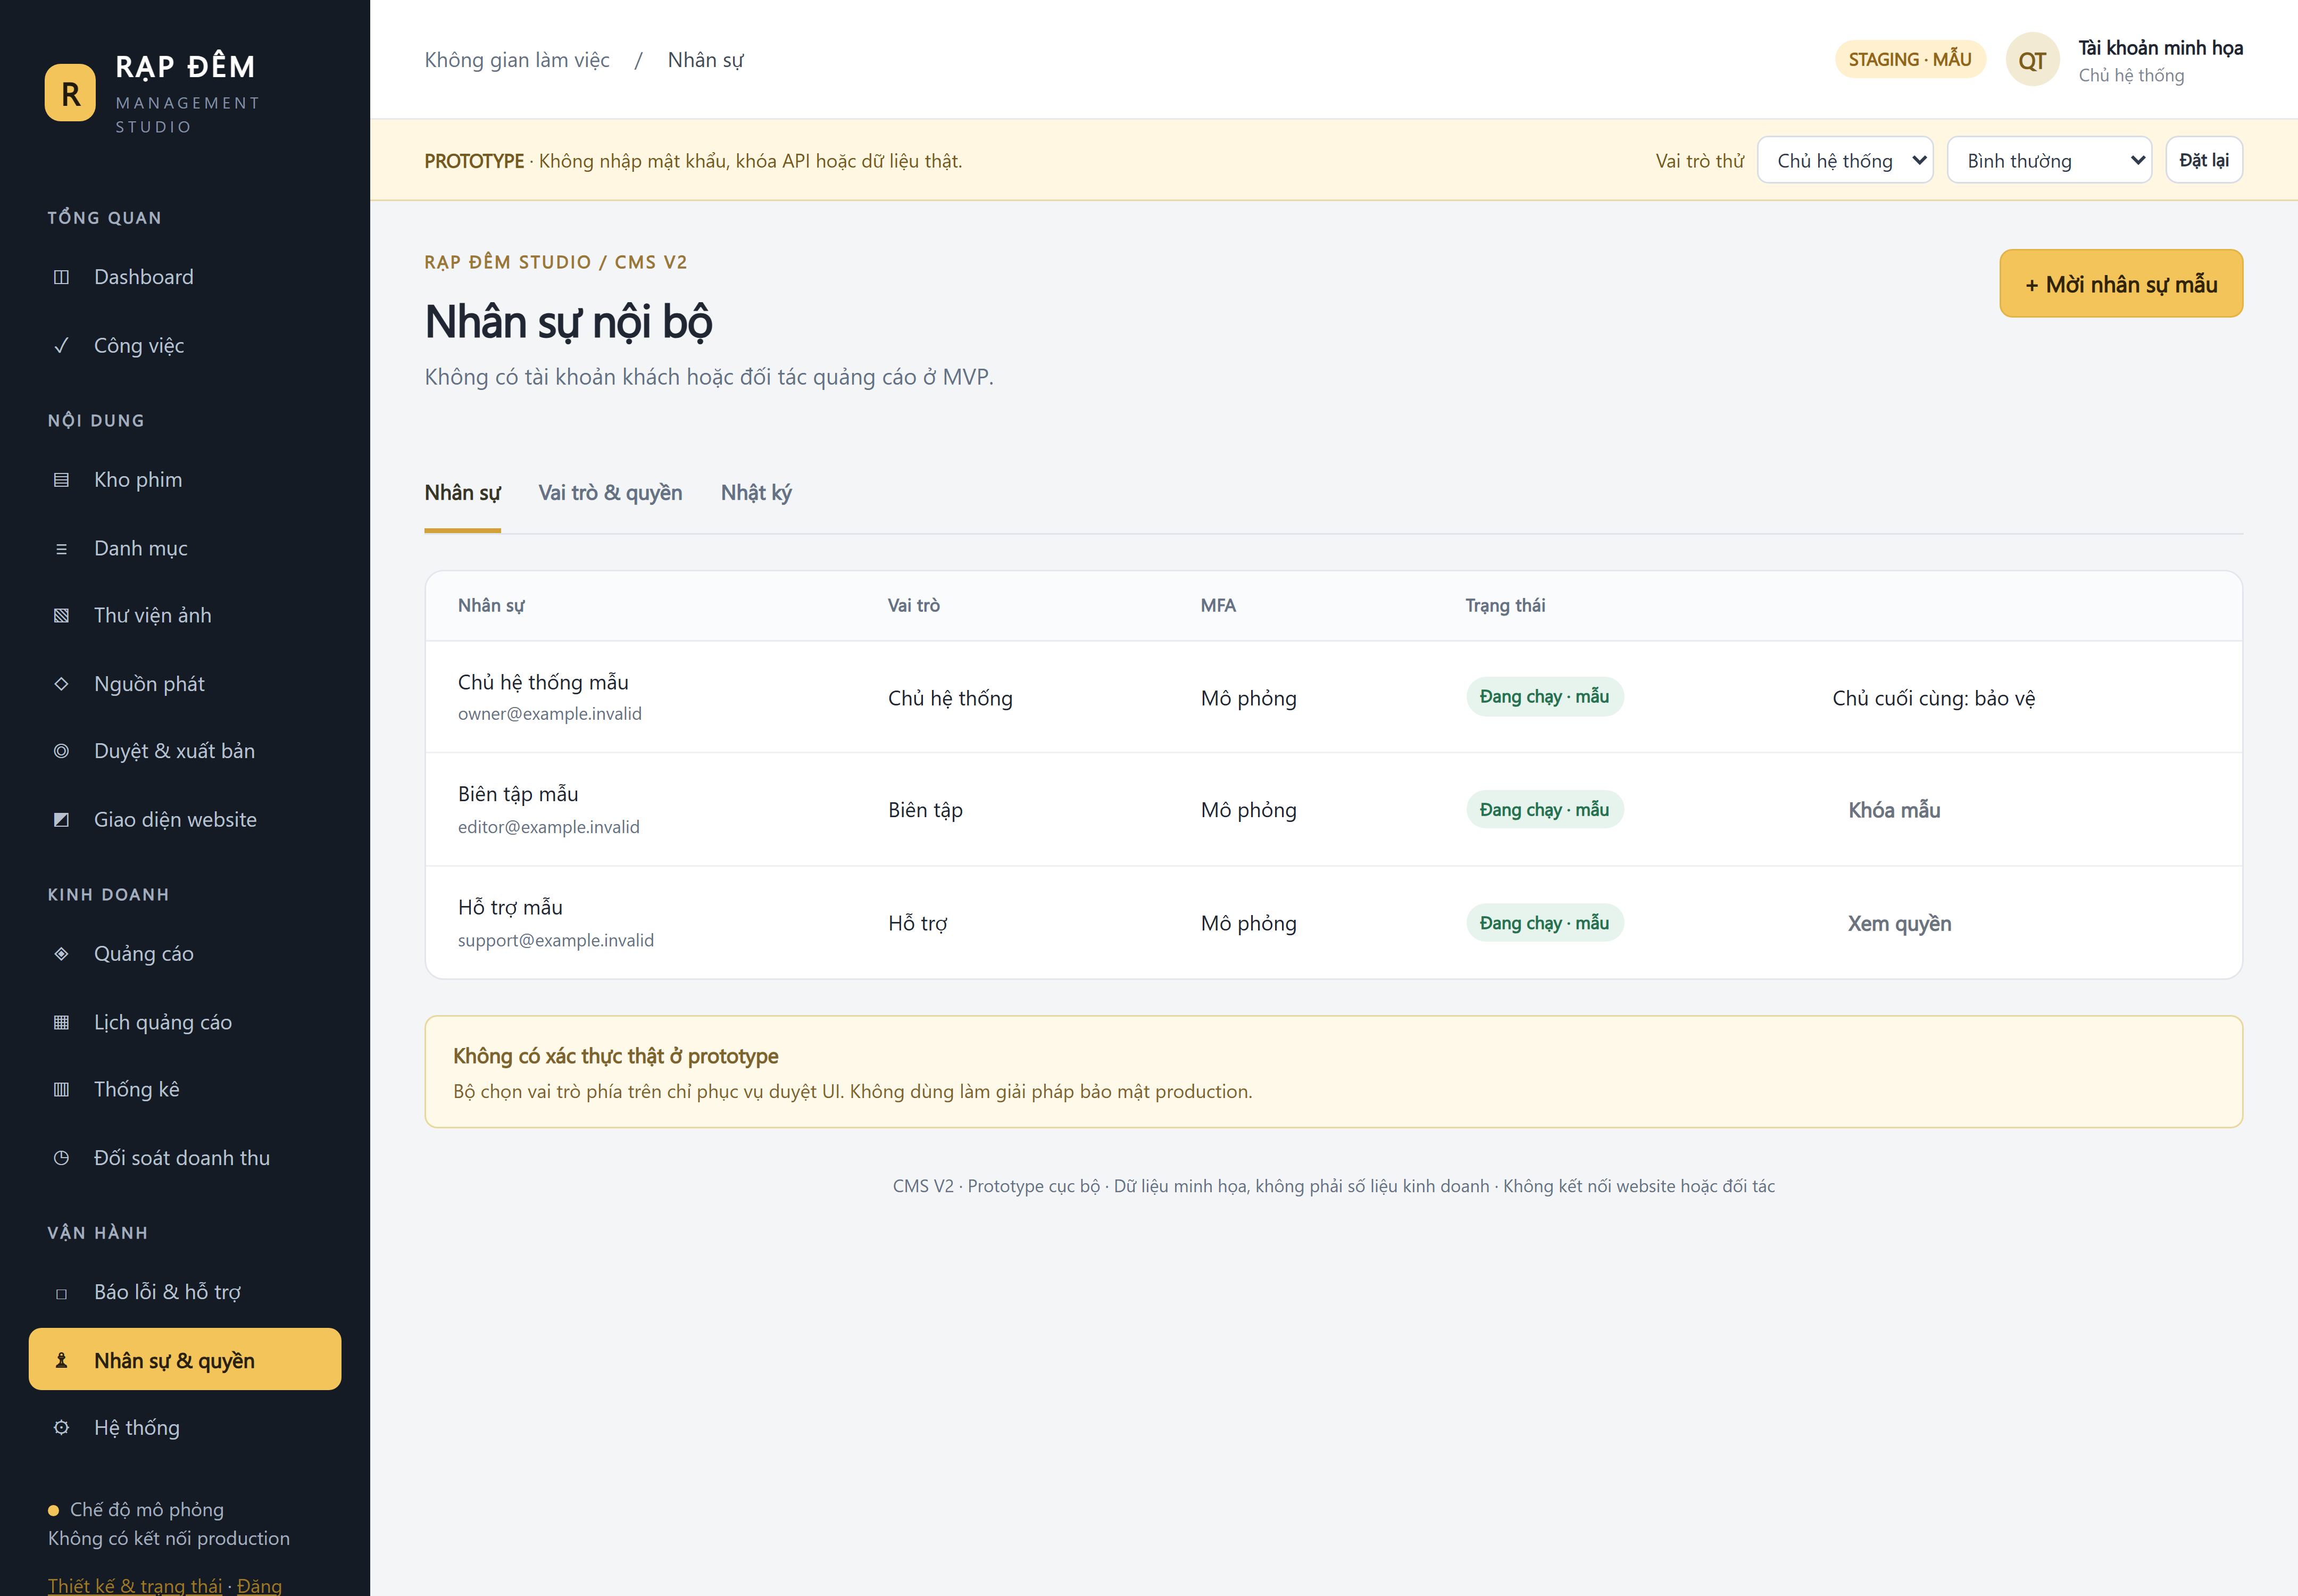 R
RẠP ĐÊM
MANAGEMENT
STUDIO
TỔNG QUAN
Dashboard
Công việc
NỘI DUNG
Kho phim
Danh mục
Thư viện ảnh
Nguồn phát
Duyệt & xuất bản
Giao diện website
KINH DOANH
Quảng cáo
Lịch quảng cáo
Thống kê
Đối soát doanh thu
VẬN HÀNH
Báo lỗi & hỗ trợ
Nhân sự & quyền
Hệ thống
Chế độ mô phỏng
Không có kết nối production
Thiết kế & trạng thái · Đăng
Không gian làm việc / Nhân sự
STAGING · MẪU
QT
Tài khoản minh họa
Chủ hệ thống
PROTOTYPE · Không nhập mật khẩu, khóa API hoặc dữ liệu thật.
Vai trò thử
Chủ hệ thống
Bình thường
Đặt lại
RẠP ĐÊM STUDIO / CMS V2
Nhân sự nội bộ
Không có tài khoản khách hoặc đối tác quảng cáo ở MVP.
+ Mời nhân sự mẫu
Nhân sự Vai trò & quyền Nhật ký
Nhân sự Vai trò MFA Trạng thái
Chủ hệ thống mẫu
owner@example.invalid
Chủ hệ thống Mô phỏng Đang chạy · mẫu Chủ cuối cùng: bảo vệ
Biên tập mẫu
editor@example.invalid
Biên tập Mô phỏng Đang chạy · mẫu Khóa mẫu
Hỗ trợ mẫu
support@example.invalid
Hỗ trợ Mô phỏng Đang chạy · mẫu Xem quyền
Không có xác thực thật ở prototype
Bộ chọn vai trò phía trên chỉ phục vụ duyệt UI. Không dùng làm giải pháp bảo mật production.
CMS V2 · Prototype cục bộ · Dữ liệu minh họa, không phải số liệu kinh doanh · Không kết nối website hoặc đối tác